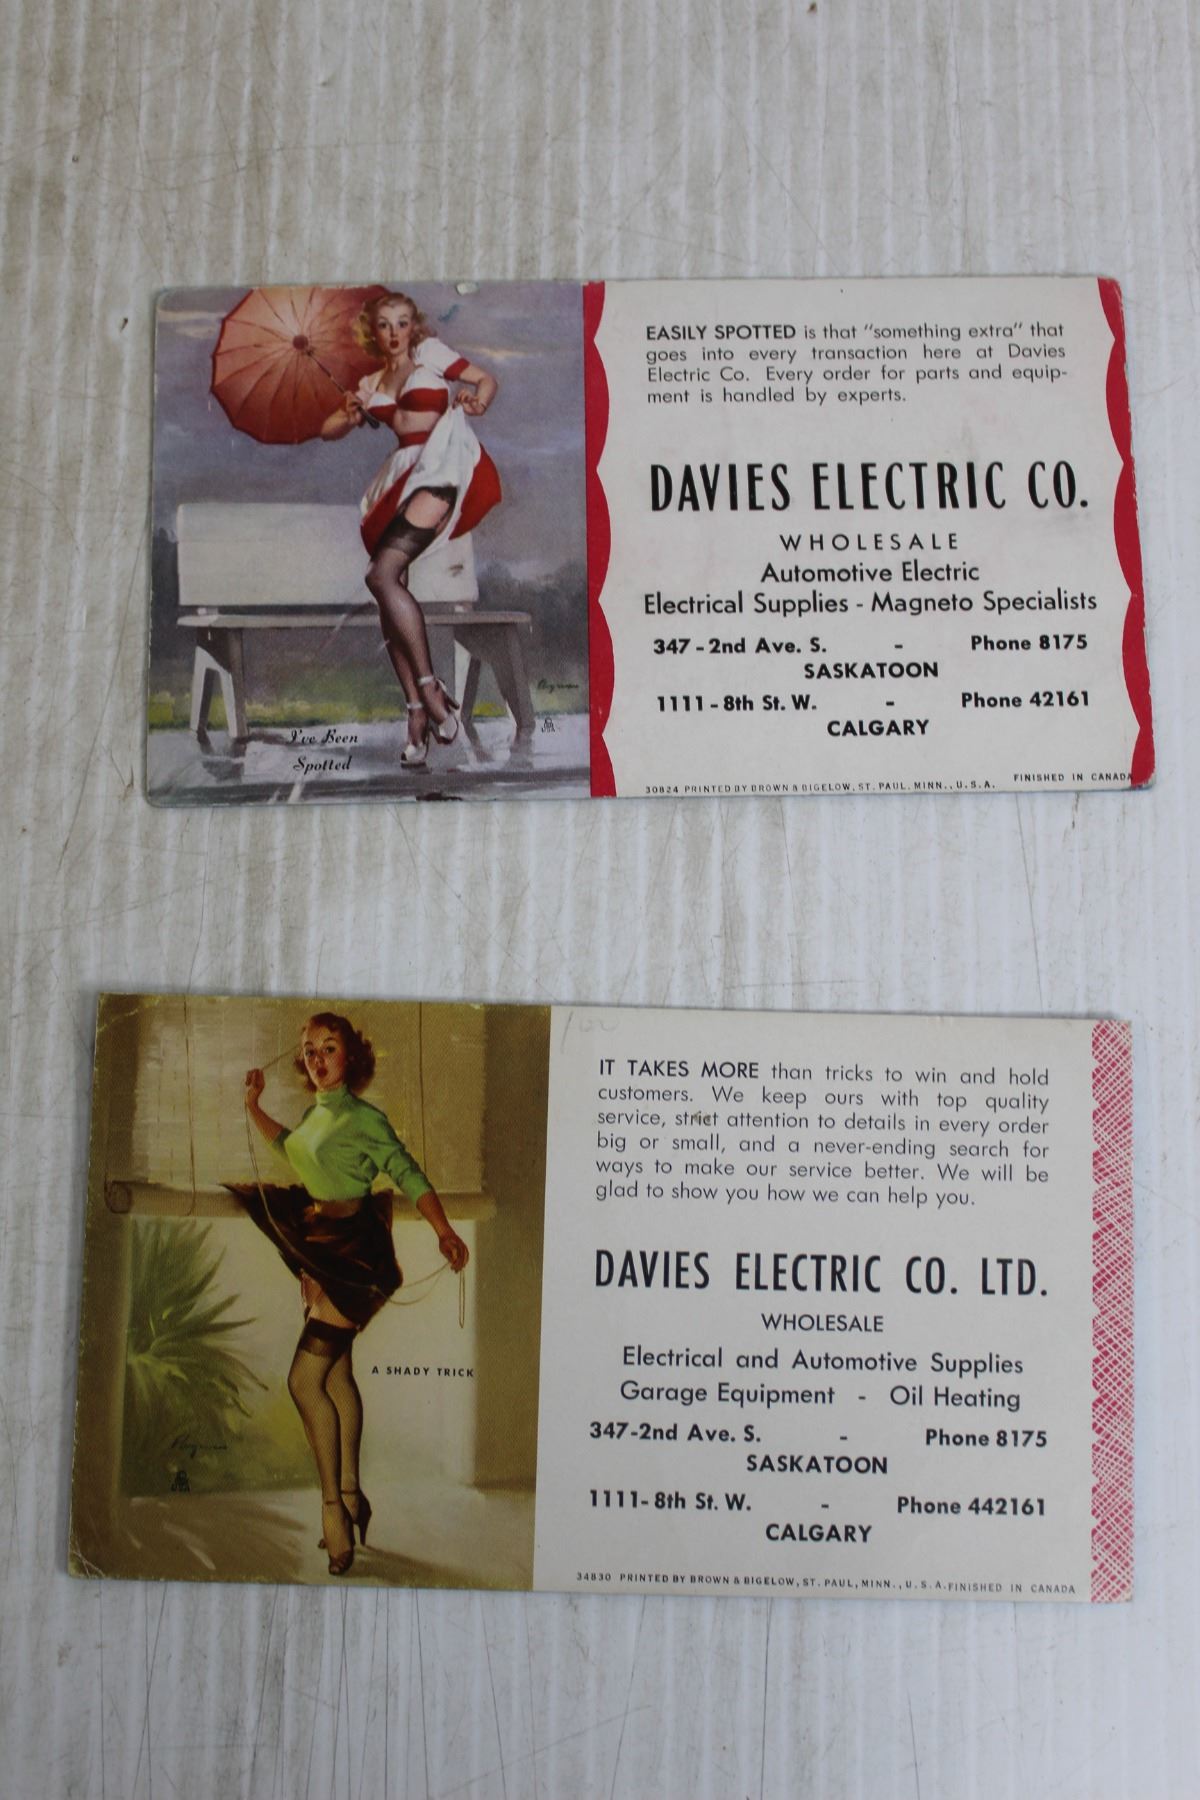 EASILY SPOTTED is that "something extra" that
goes into every transaction here at Davies
Electric Co. Every order for parts and equip-
ment is handled by experts.
DAVIES ELECTRIC CO.
WHOLESALE
Automotive Electric
Electrical Supplies - Magneto Specialists
347 - 2nd Ave. S. - Phone 8175
SASKATOON
1111 - 8th St. W. - Phone 42161
CALGARY
30824 PRINTED BY BROWN & BIGELOW, ST. PAUL, MINN., U.S.A. FINISHED IN CANADA
I've Been
Spotted
IT TAKES MORE than tricks to win and hold
customers. We keep ours with top quality
service, strict attention to details in every order
big or small, and a never-ending search for
ways to make our service better. We will be
glad to show you how we can help you.
DAVIES ELECTRIC CO. LTD.
WHOLESALE
Electrical and Automotive Supplies
Garage Equipment - Oil Heating
347-2nd Ave. S. - Phone 8175
SASKATOON
1111-8th St. W. - Phone 442161
CALGARY
34830 PRINTED BY BROWN & BIGELOW, ST. PAUL, MINN., U.S.A. FINISHED IN CANADA
A SHADY TRICK